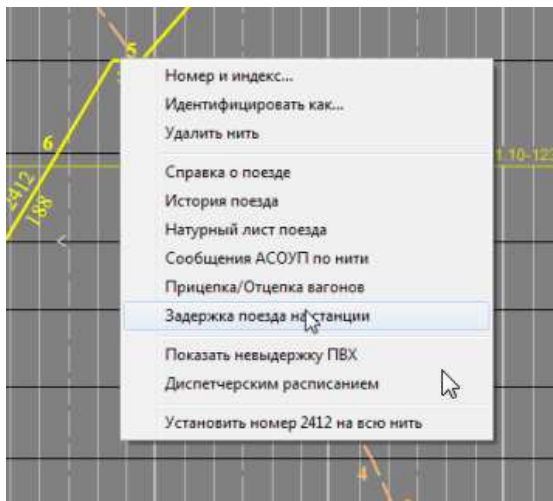 5
Номер и индекс...
Идентифицировать как...
Удалить нить
6
1.10-123
Справка о поезде
2412
188
История поезда
Натурный лист поезда
Сообщения АСОУП по нити
Прицепка/Отцепка вагонов
Задержка поезда на станции
Показать невыдержку ПВХ
Диспетчерским расписанием
Установить номер 2412 на всю нить
4